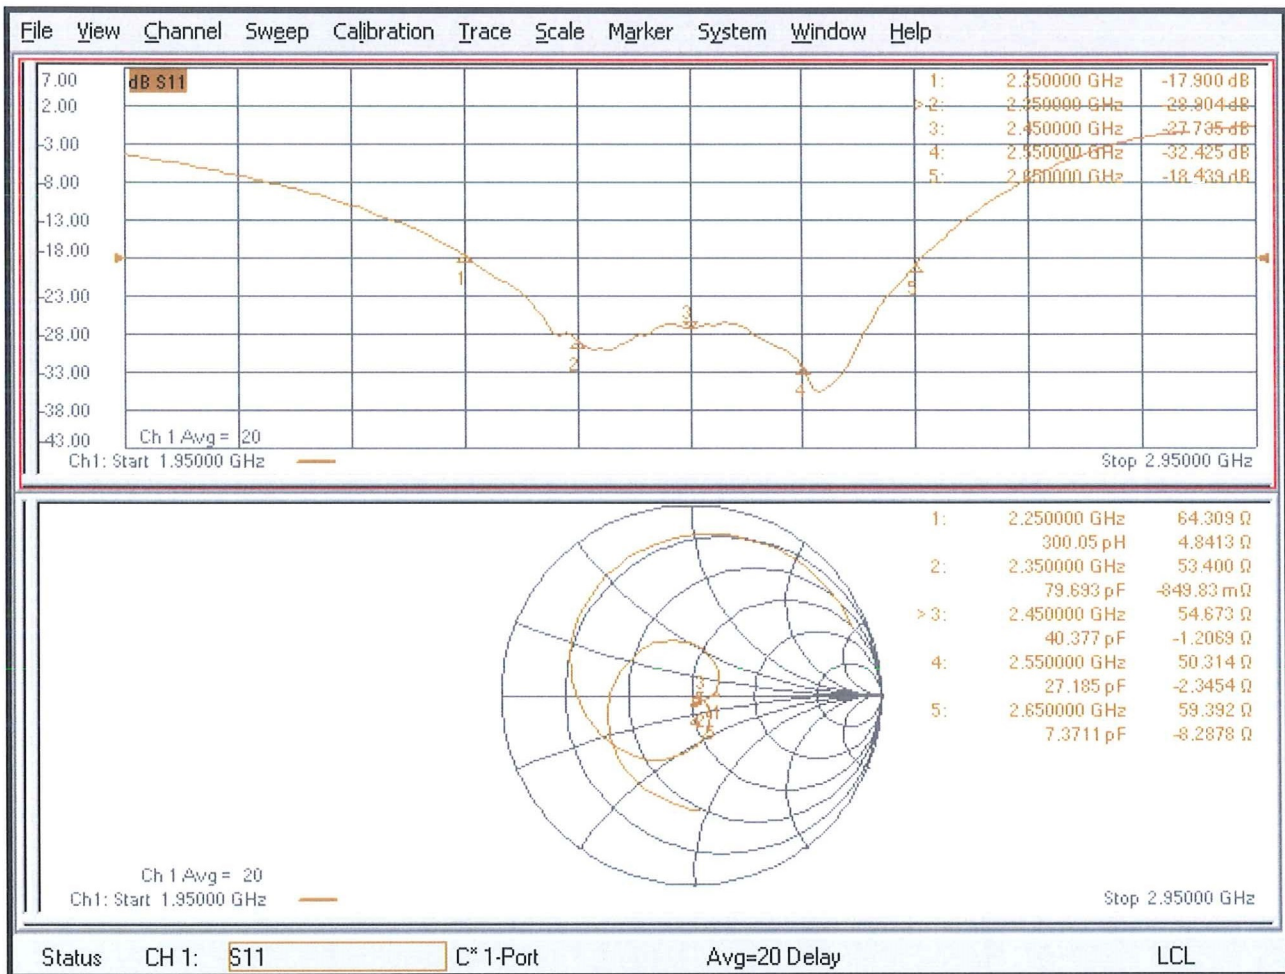 File View Channel Sweep Calibration Trace Scale Marker System Window Help
7.00
dB S11
2.00
-3.00
-8.00
-13.00
-18.00
-23.00
-28.00
-33.00
-38.00
-43.00
1: 2.250000 GHz -17.900 dB
> 2: 2.350000 GHz -28.904 dB
3: 2.450000 GHz -27.735 dB
4: 2.550000 GHz -32.425 dB
5: 2.650000 GHz -18.439 dB
1
2
3
4
5
Ch 1 Avg = 20
Ch1: Start 1.95000 GHz
Stop 2.95000 GHz
1: 2.250000 GHz 64.309 Ω
300.05 pH 4.8413 Ω
2: 2.350000 GHz 53.400 Ω
79.693 pF -849.83 mΩ
> 3: 2.450000 GHz 54.673 Ω
40.377 pF -1.2069 Ω
4: 2.550000 GHz 50.314 Ω
27.185 pF -2.3454 Ω
5: 2.650000 GHz 59.392 Ω
7.3711 pF -8.2878 Ω
Ch 1 Avg = 20
Ch1: Start 1.95000 GHz
Stop 2.95000 GHz
Status CH 1: S11 C* 1-Port Avg=20 Delay LCL